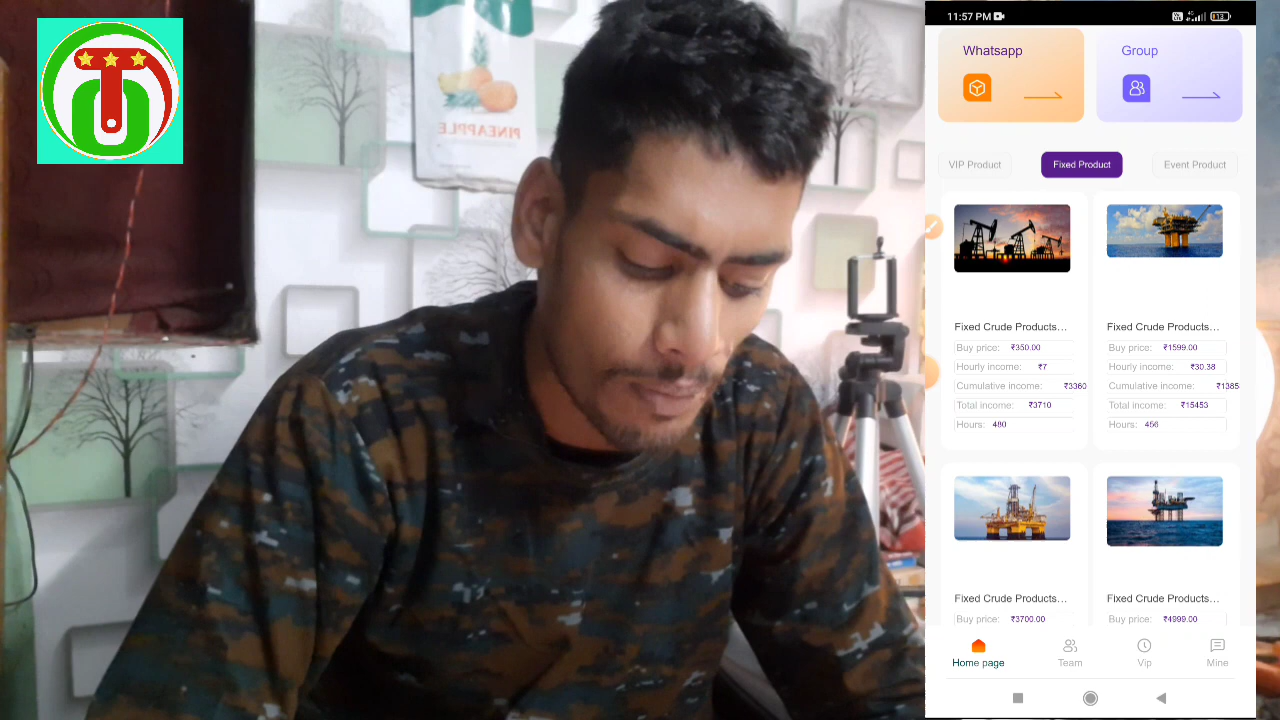 PINEAPPLE
11:57 PM
4G
13
Whatsapp
Group
VIP Product
Fixed Product
Event Product
Fixed Crude Products...
Buy price: ₹350.00
Hourly income: ₹7
Cumulative income: ₹3360
Total income: ₹3710
Hours: 480
Fixed Crude Products...
Buy price: ₹1599.00
Hourly income: ₹30.38
Cumulative income: ₹1385
Total income: ₹15453
Hours: 456
Fixed Crude Products...
Buy price: ₹3700.00
Fixed Crude Products...
Buy price: ₹4999.00
Home page
Team
Vip
Mine